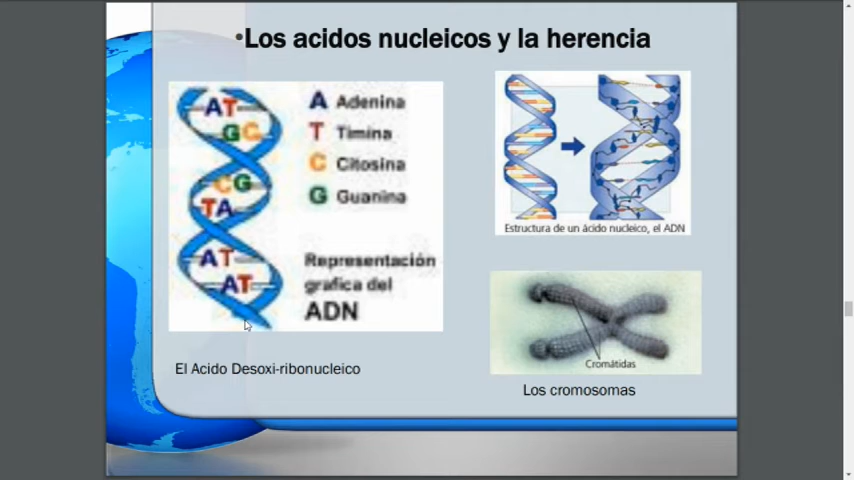 •Los acidos nucleicos y la herencia
A T
G C
C G
T A
A T
A T
A Adenina
T Timina
C Citosina
G Guanina
Representación
grafica del
ADN
Estructura de un ácido nucleico, el ADN
Cromátidas
El Acido Desoxi-ribonucleico
Los cromosomas